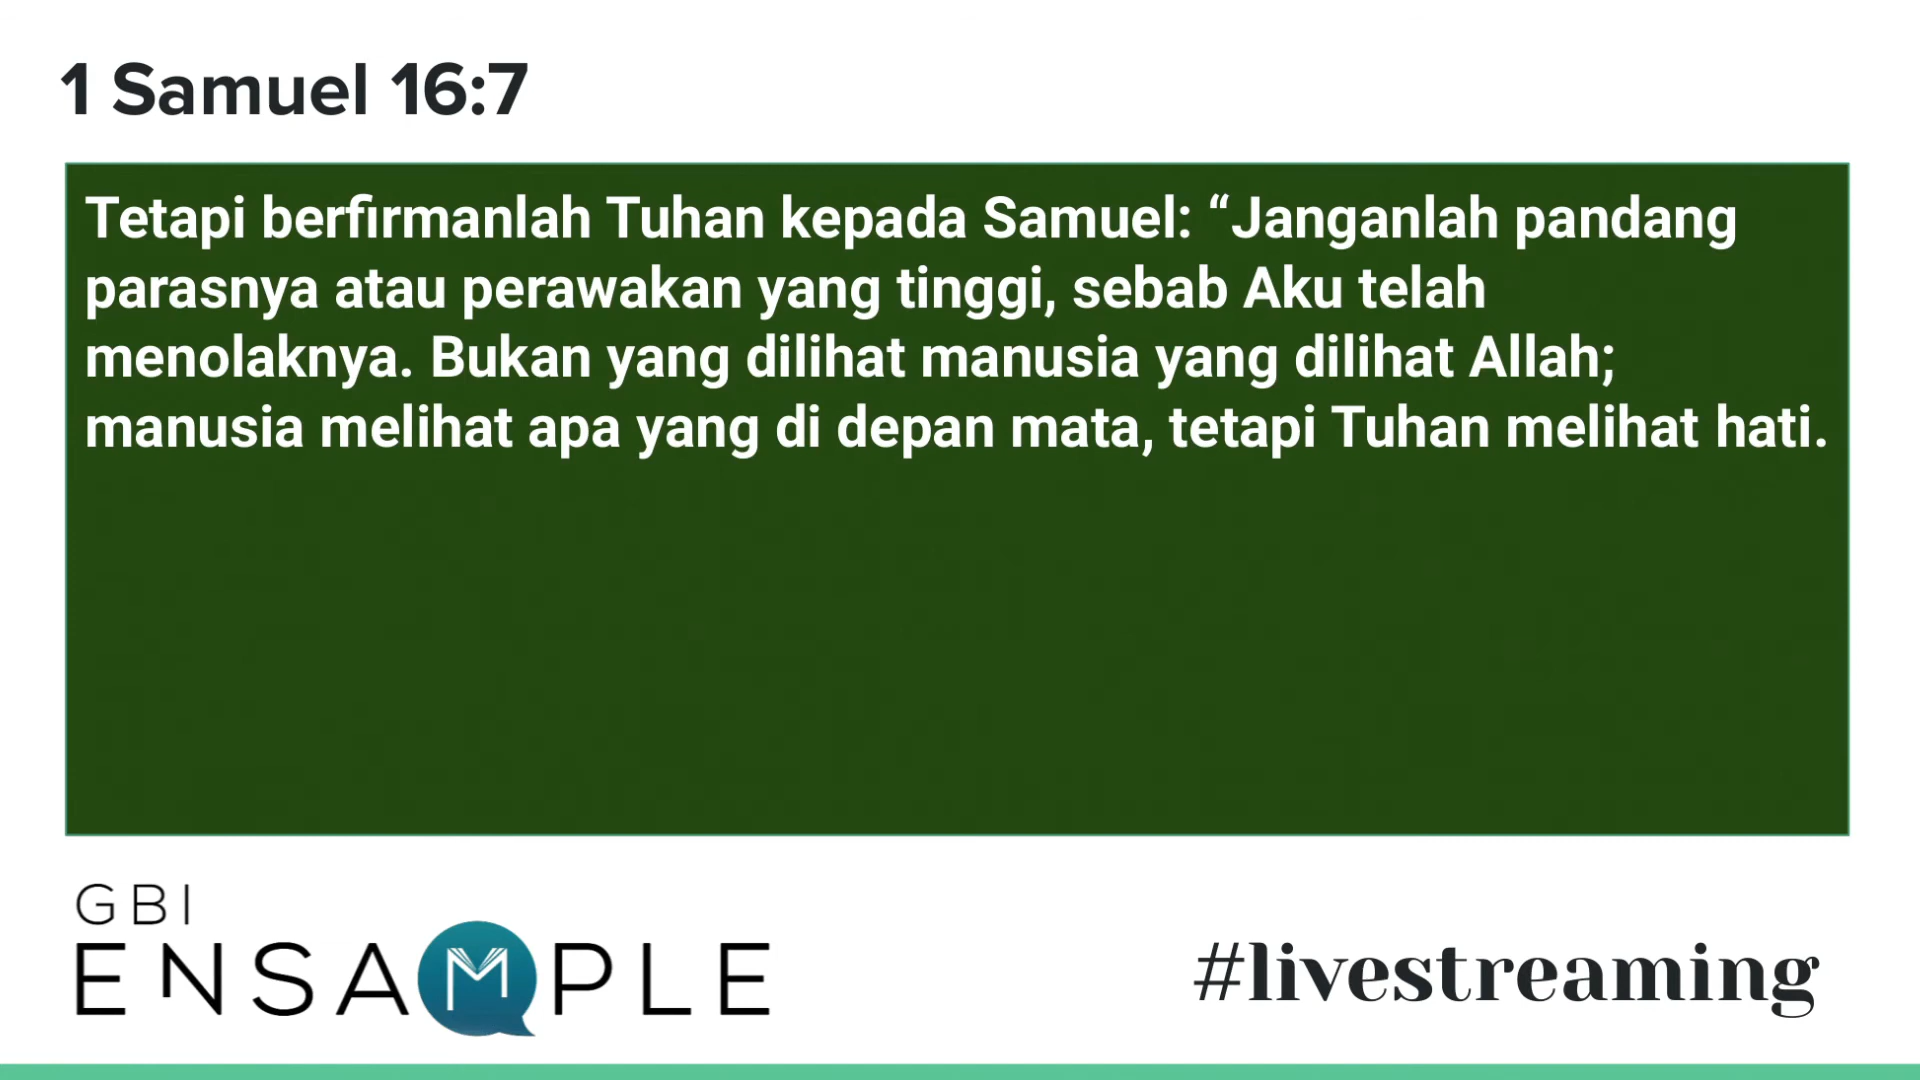 1 Samuel 16:7
Tetapi berfirmanlah Tuhan kepada Samuel: “Janganlah pandang
parasnya atau perawakan yang tinggi, sebab Aku telah
menolaknya. Bukan yang dilihat manusia yang dilihat Allah;
manusia melihat apa yang di depan mata, tetapi Tuhan melihat hati.
GBI
ENSAMPLE
#livestreaming